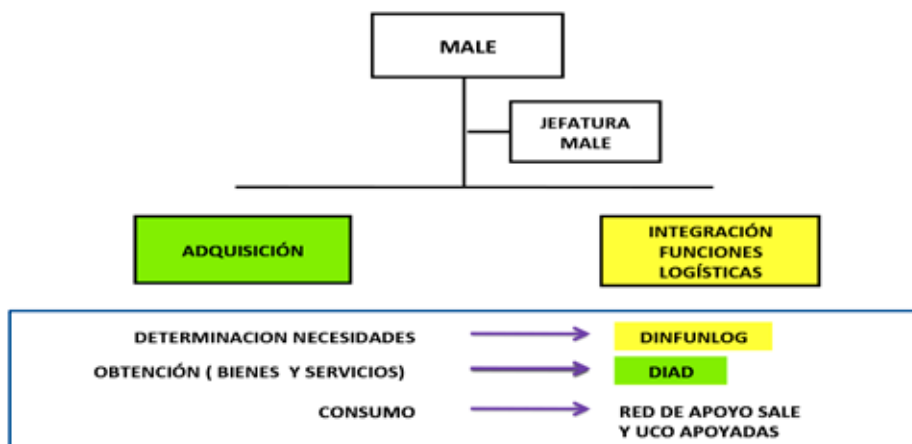 MALE
JEFATURA
MALE
ADQUISICIÓN
INTEGRACIÓN
FUNCIONES
LOGÍSTICAS
DETERMINACION NECESIDADES
DINFUNLOG
OBTENCIÓN ( BIENES Y SERVICIOS)
DIAD
CONSUMO
RED DE APOYO SALE
Y UCO APOYADAS